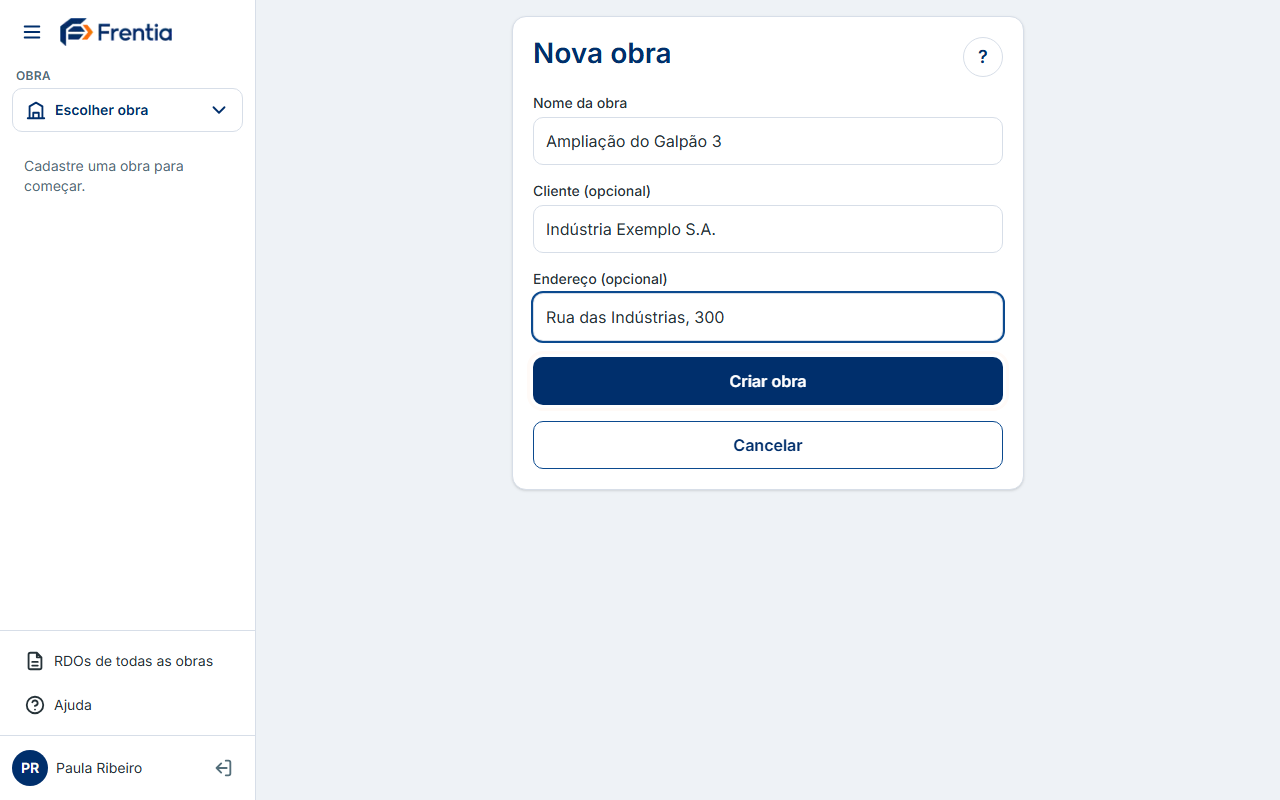 Frentia
OBRA
Escolher obra
Cadastre uma obra para
começar.
RDOs de todas as obras
Ajuda
PR
Paula Ribeiro
Nova obra
?
Nome da obra
Ampliação do Galpão 3
Cliente (opcional)
Indústria Exemplo S.A.
Endereço (opcional)
Rua das Indústrias, 300
Criar obra
Cancelar